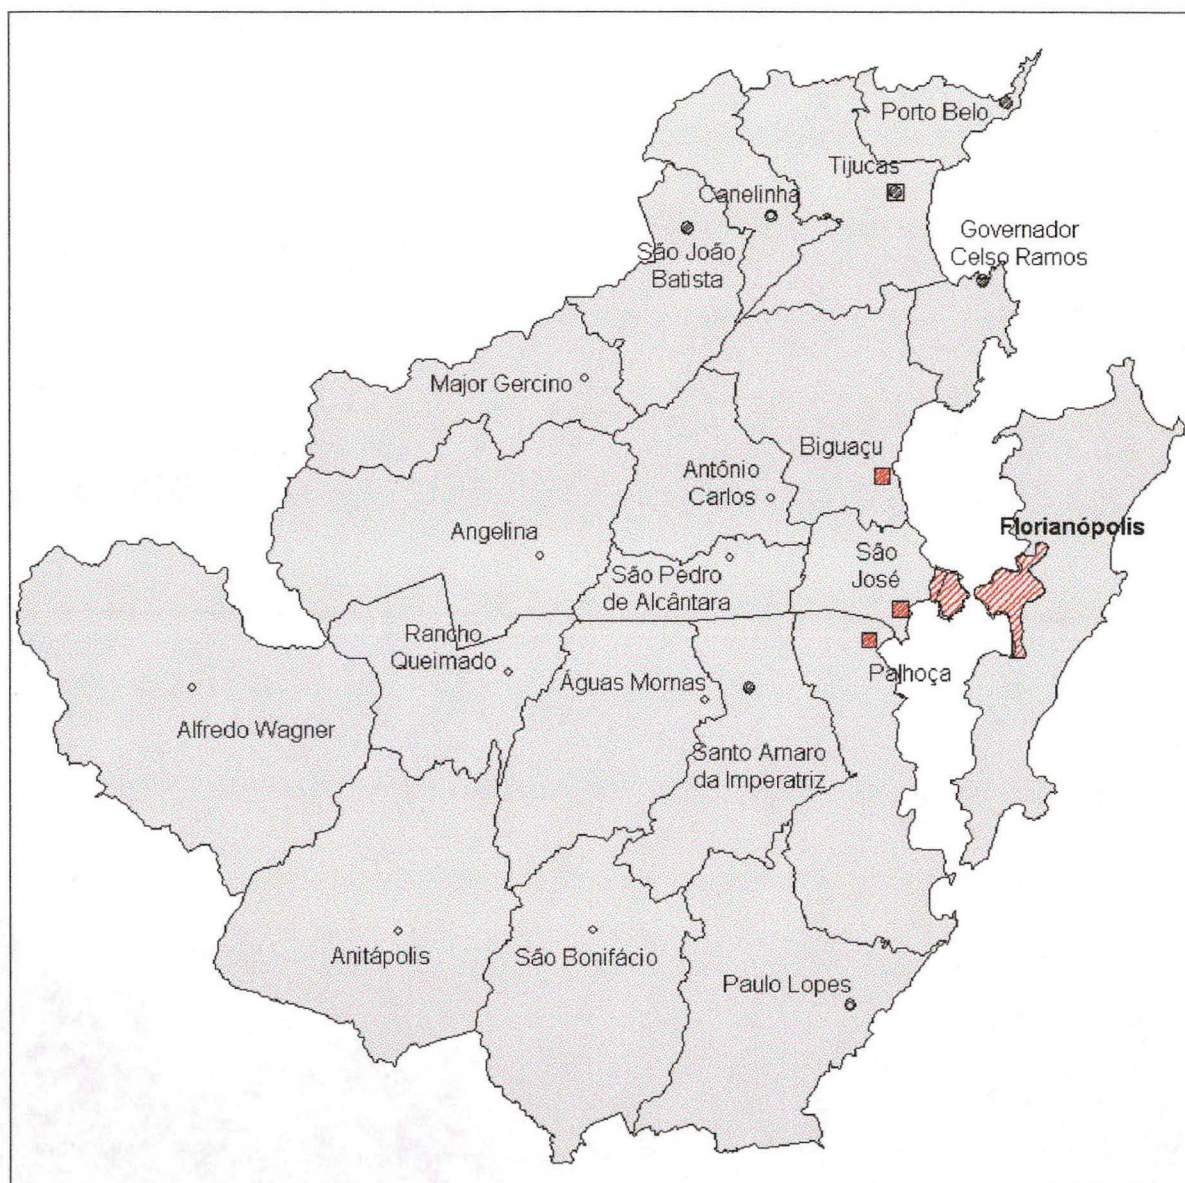 Porto Belo
Tijucas
Canelinha
Governador
Celso Ramos
São João
Batista
Major Gercino
Biguaçu
Antônio
Carlos
Florianópolis
Angelina
São
José
São Pedro
de Alcântara
Rancho
Queimado
Palhoça
Águas Mornas
Alfredo Wagner
Santo Amaro
da Imperatriz
Anitápolis
São Bonifácio
Paulo Lopes